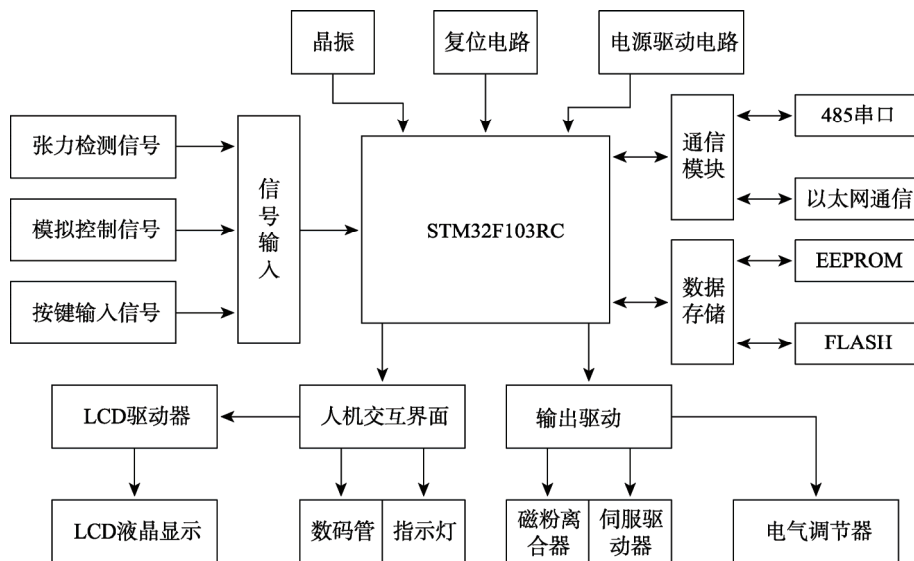 晶振
复位电路
电源驱动电路
张力检测信号
模拟控制信号
按键输入信号
信号输入
STM32F103RC
通信
模块
485串口
以太网通信
数据
存储
EEPROM
FLASH
LCD驱动器
人机交互界面
输出驱动
LCD液晶显示
数码管
指示灯
磁粉离
合器
伺服驱
动器
电气调节器